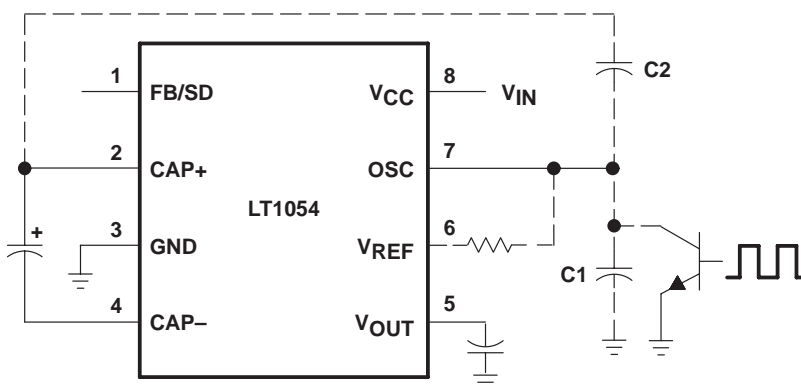 C2
1
FB/SD
VCC
8
VIN
2
CAP+
OSC
7
LT1054
+
3
GND
VREF
6
C1
4
CAP–
VOUT
5